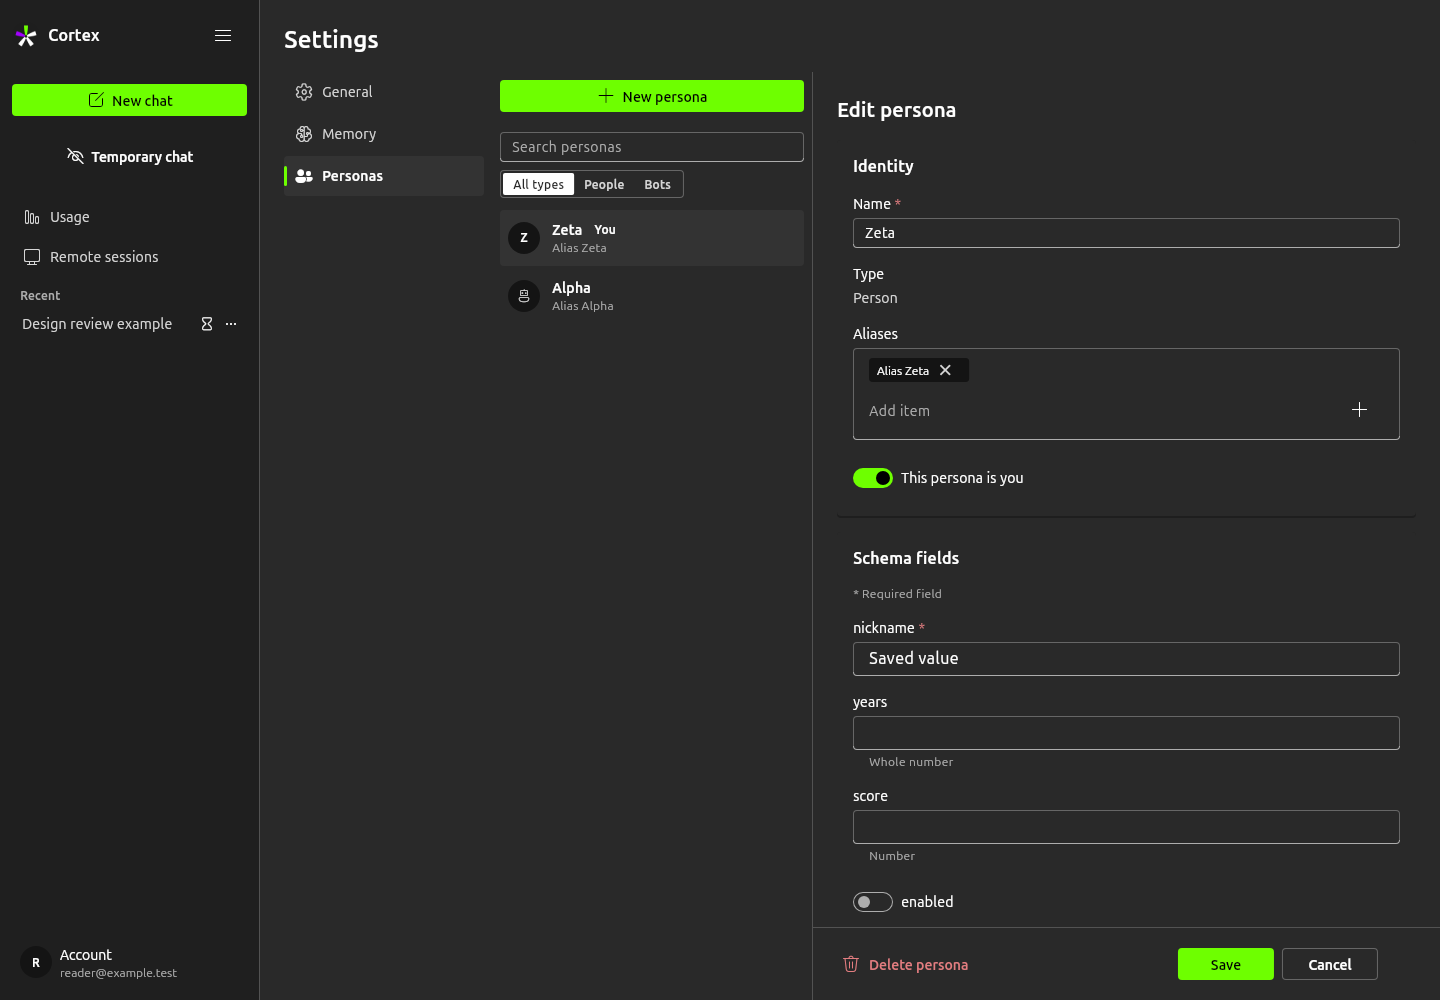 Cortex
New chat
Temporary chat
Usage
Remote sessions
Recent
Design review example
R
Account
reader@example.test
Settings
General
Memory
Personas
New persona
Search personas
All types
People
Bots
Z
Zeta You
Alias Zeta
Alpha
Alias Alpha
Edit persona
Identity
Name *
Zeta
Type
Person
Aliases
Alias Zeta
Add item
This persona is you
Schema fields
* Required field
nickname *
Saved value
years
Whole number
score
Number
enabled
Delete persona
Save
Cancel